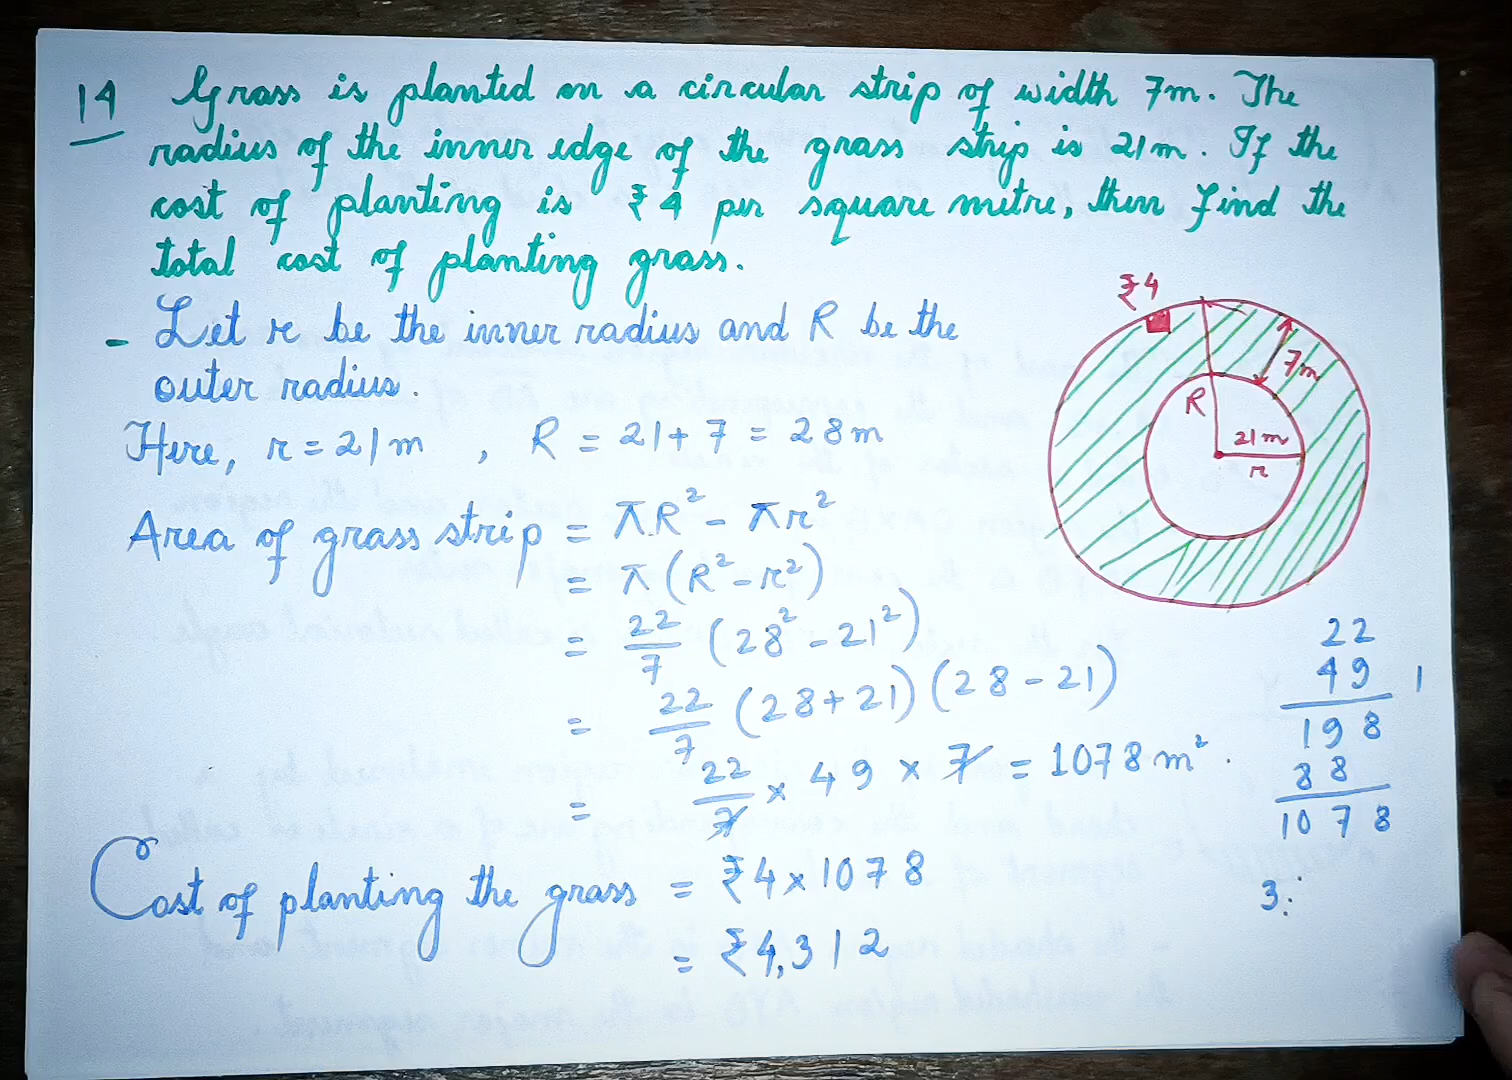 14 Grass is planted on a circular strip of width 7m. The
radius of the inner edge of the grass strip is 21m. If the
cost of planting is ₹4 per square metre, then find the
total cost of planting grass.
- Let r be the inner radius and R be the
outer radius.
Here, r = 21m , R = 21+ 7 = 28m
Area of grass strip = πR² - πr²
= π(R² - r²)
= 22/7 (28² - 21²)
= 22/7 (28+21)(28-21)
= 22/7 × 49 × 7 = 1078 m².
Cost of planting the grass = ₹4×1078
= ₹4,312
₹4
7m
R
21m
r
22
49 1
198
88
1078
3: